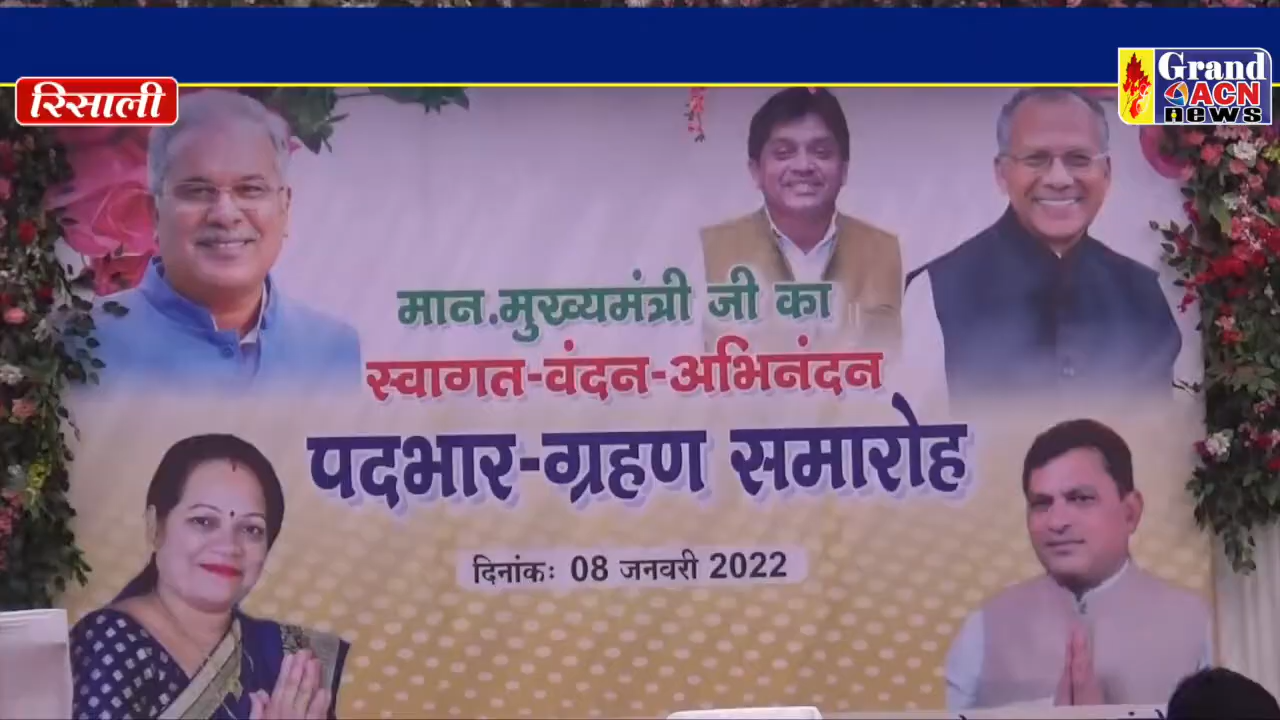 रिसाली
Grand
ACN
news
मान.मुख्यमंत्री जी का
स्वागत-वंदन-अभिनंदन
पदभार-ग्रहण समारोह
दिनांकः 08 जनवरी 2022